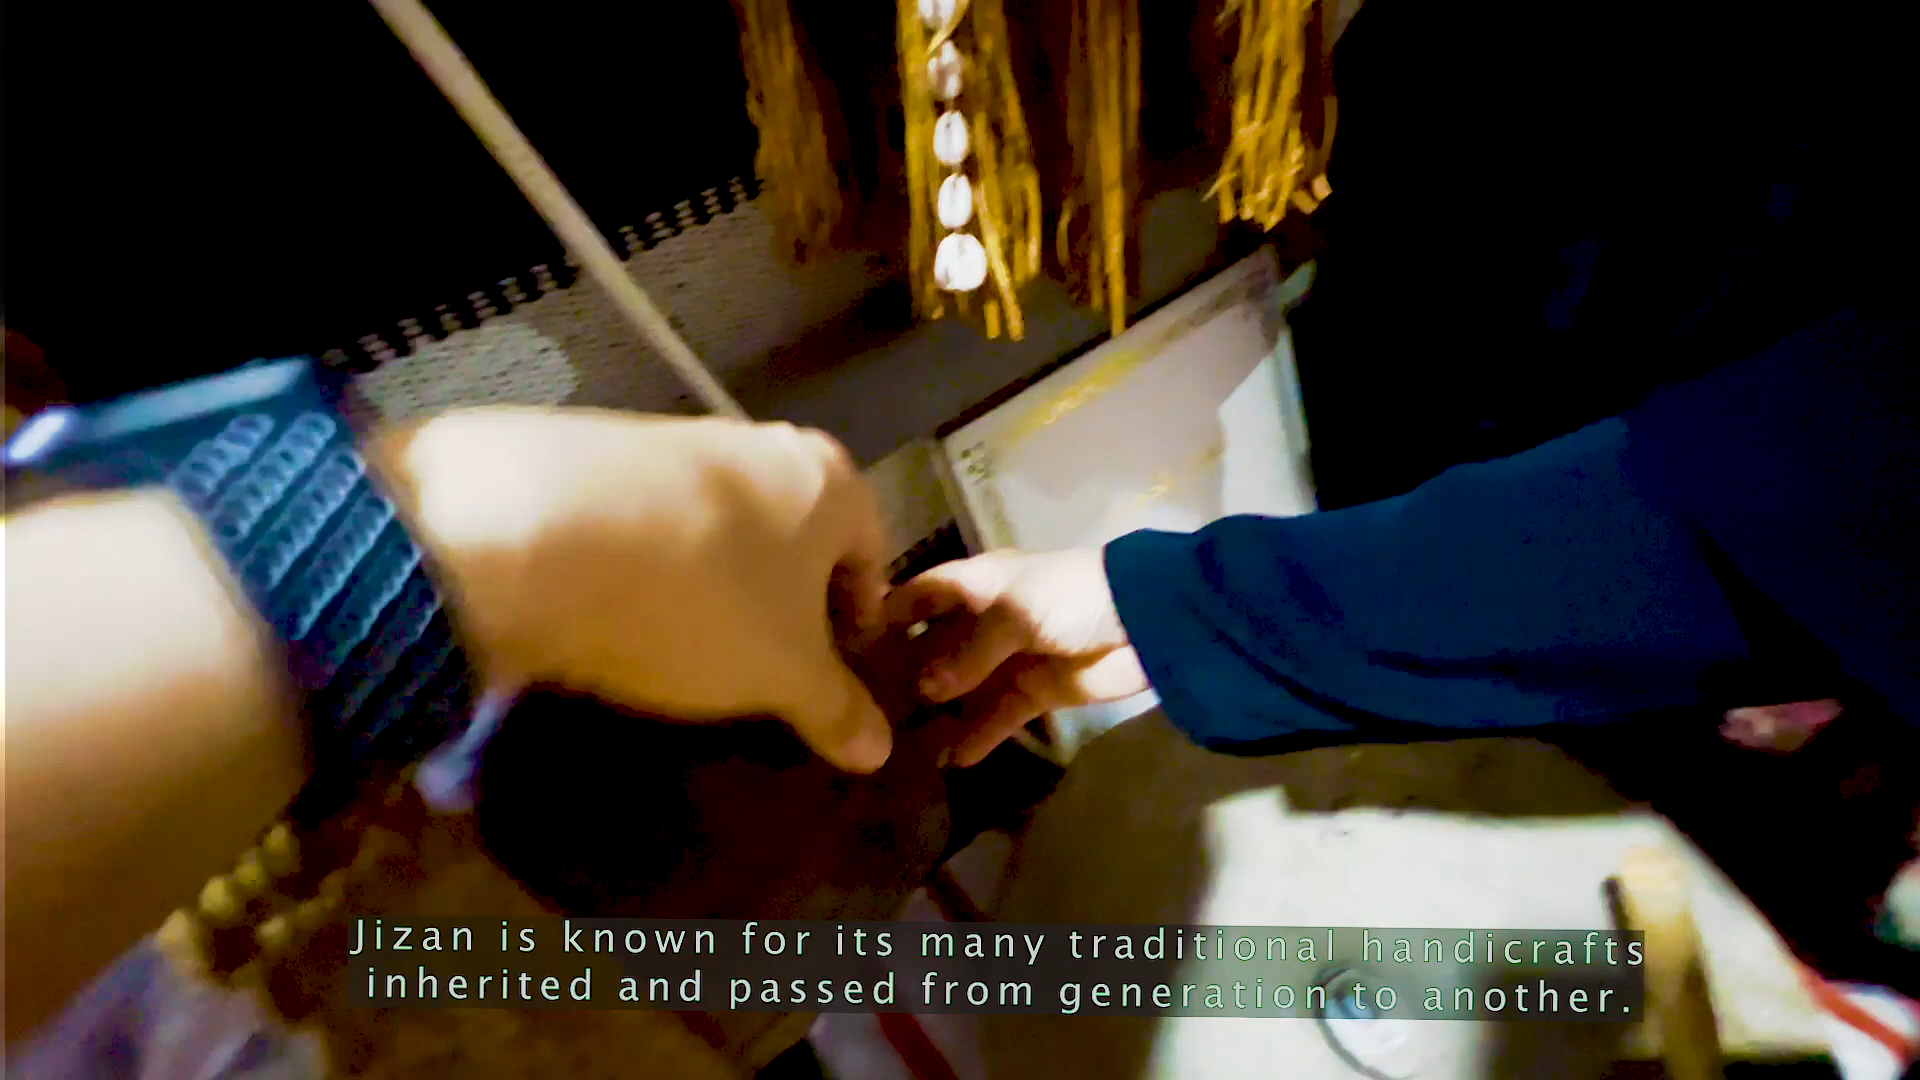 Jizan is known for its many traditional handicrafts
inherited and passed from generation to another.